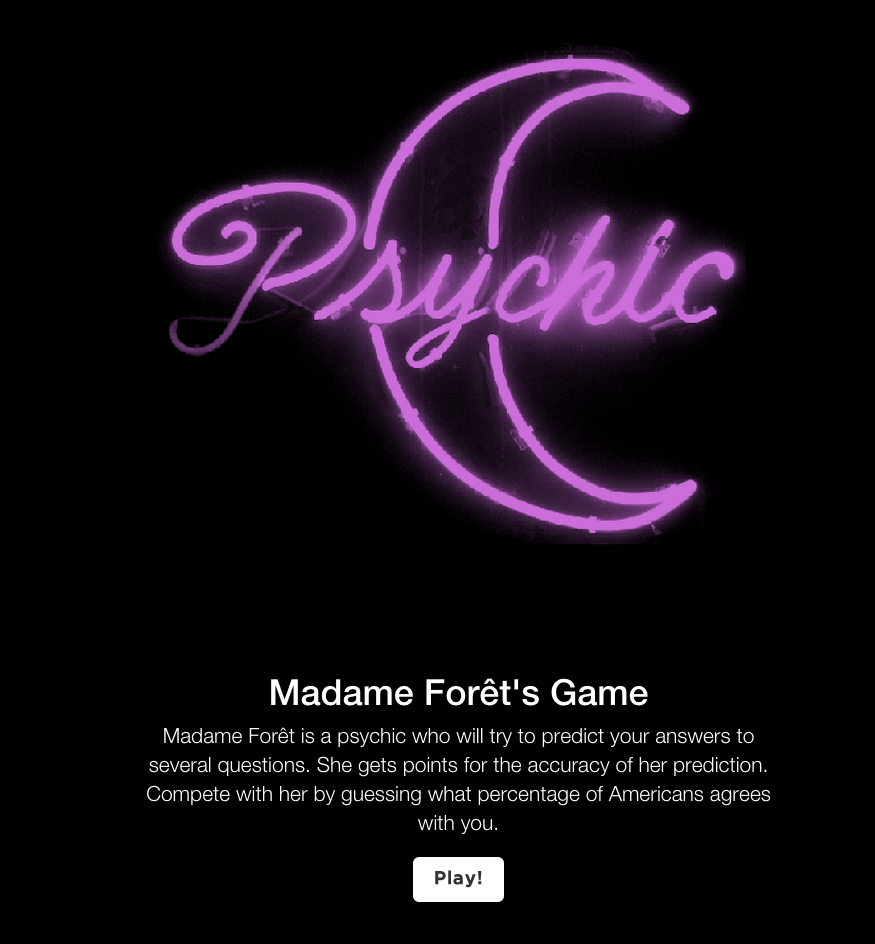 Psychic
Madame Forêt's Game
Madame Forêt is a psychic who will try to predict your answers to
several questions. She gets points for the accuracy of her prediction.
Compete with her by guessing what percentage of Americans agrees
with you.
Play!